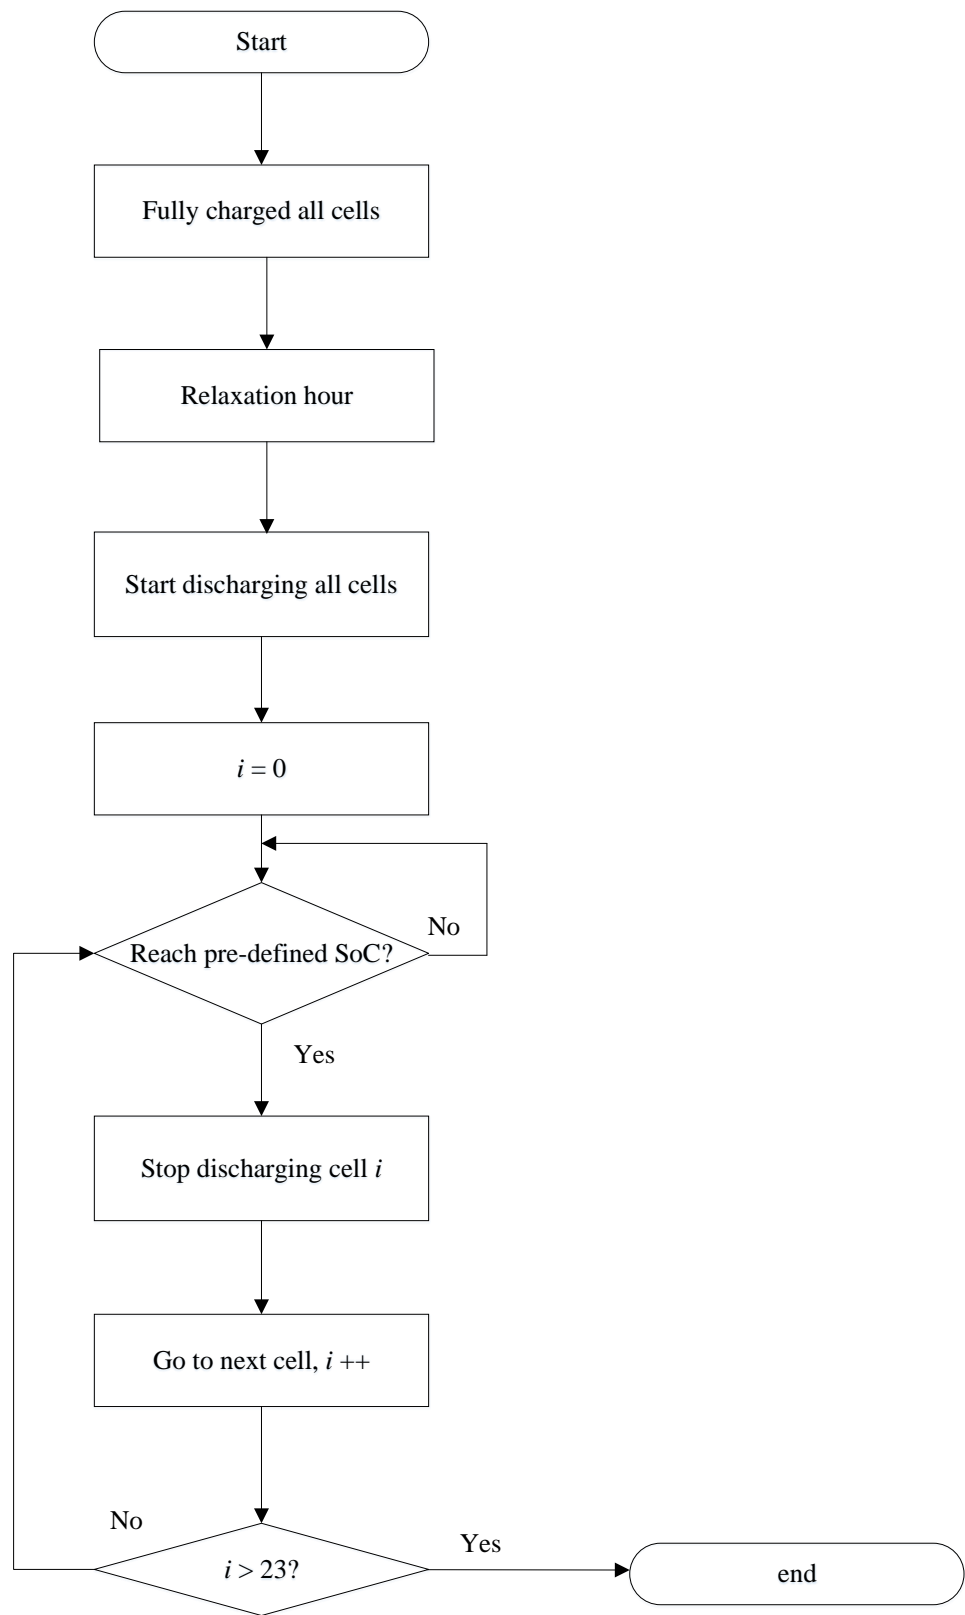 Start
Fully charged all cells
Relaxation hour
Start discharging all cells
i = 0
Reach pre-defined SoC?
No
Yes
Stop discharging cell i
Go to next cell, i ++
No
i > 23?
Yes
end